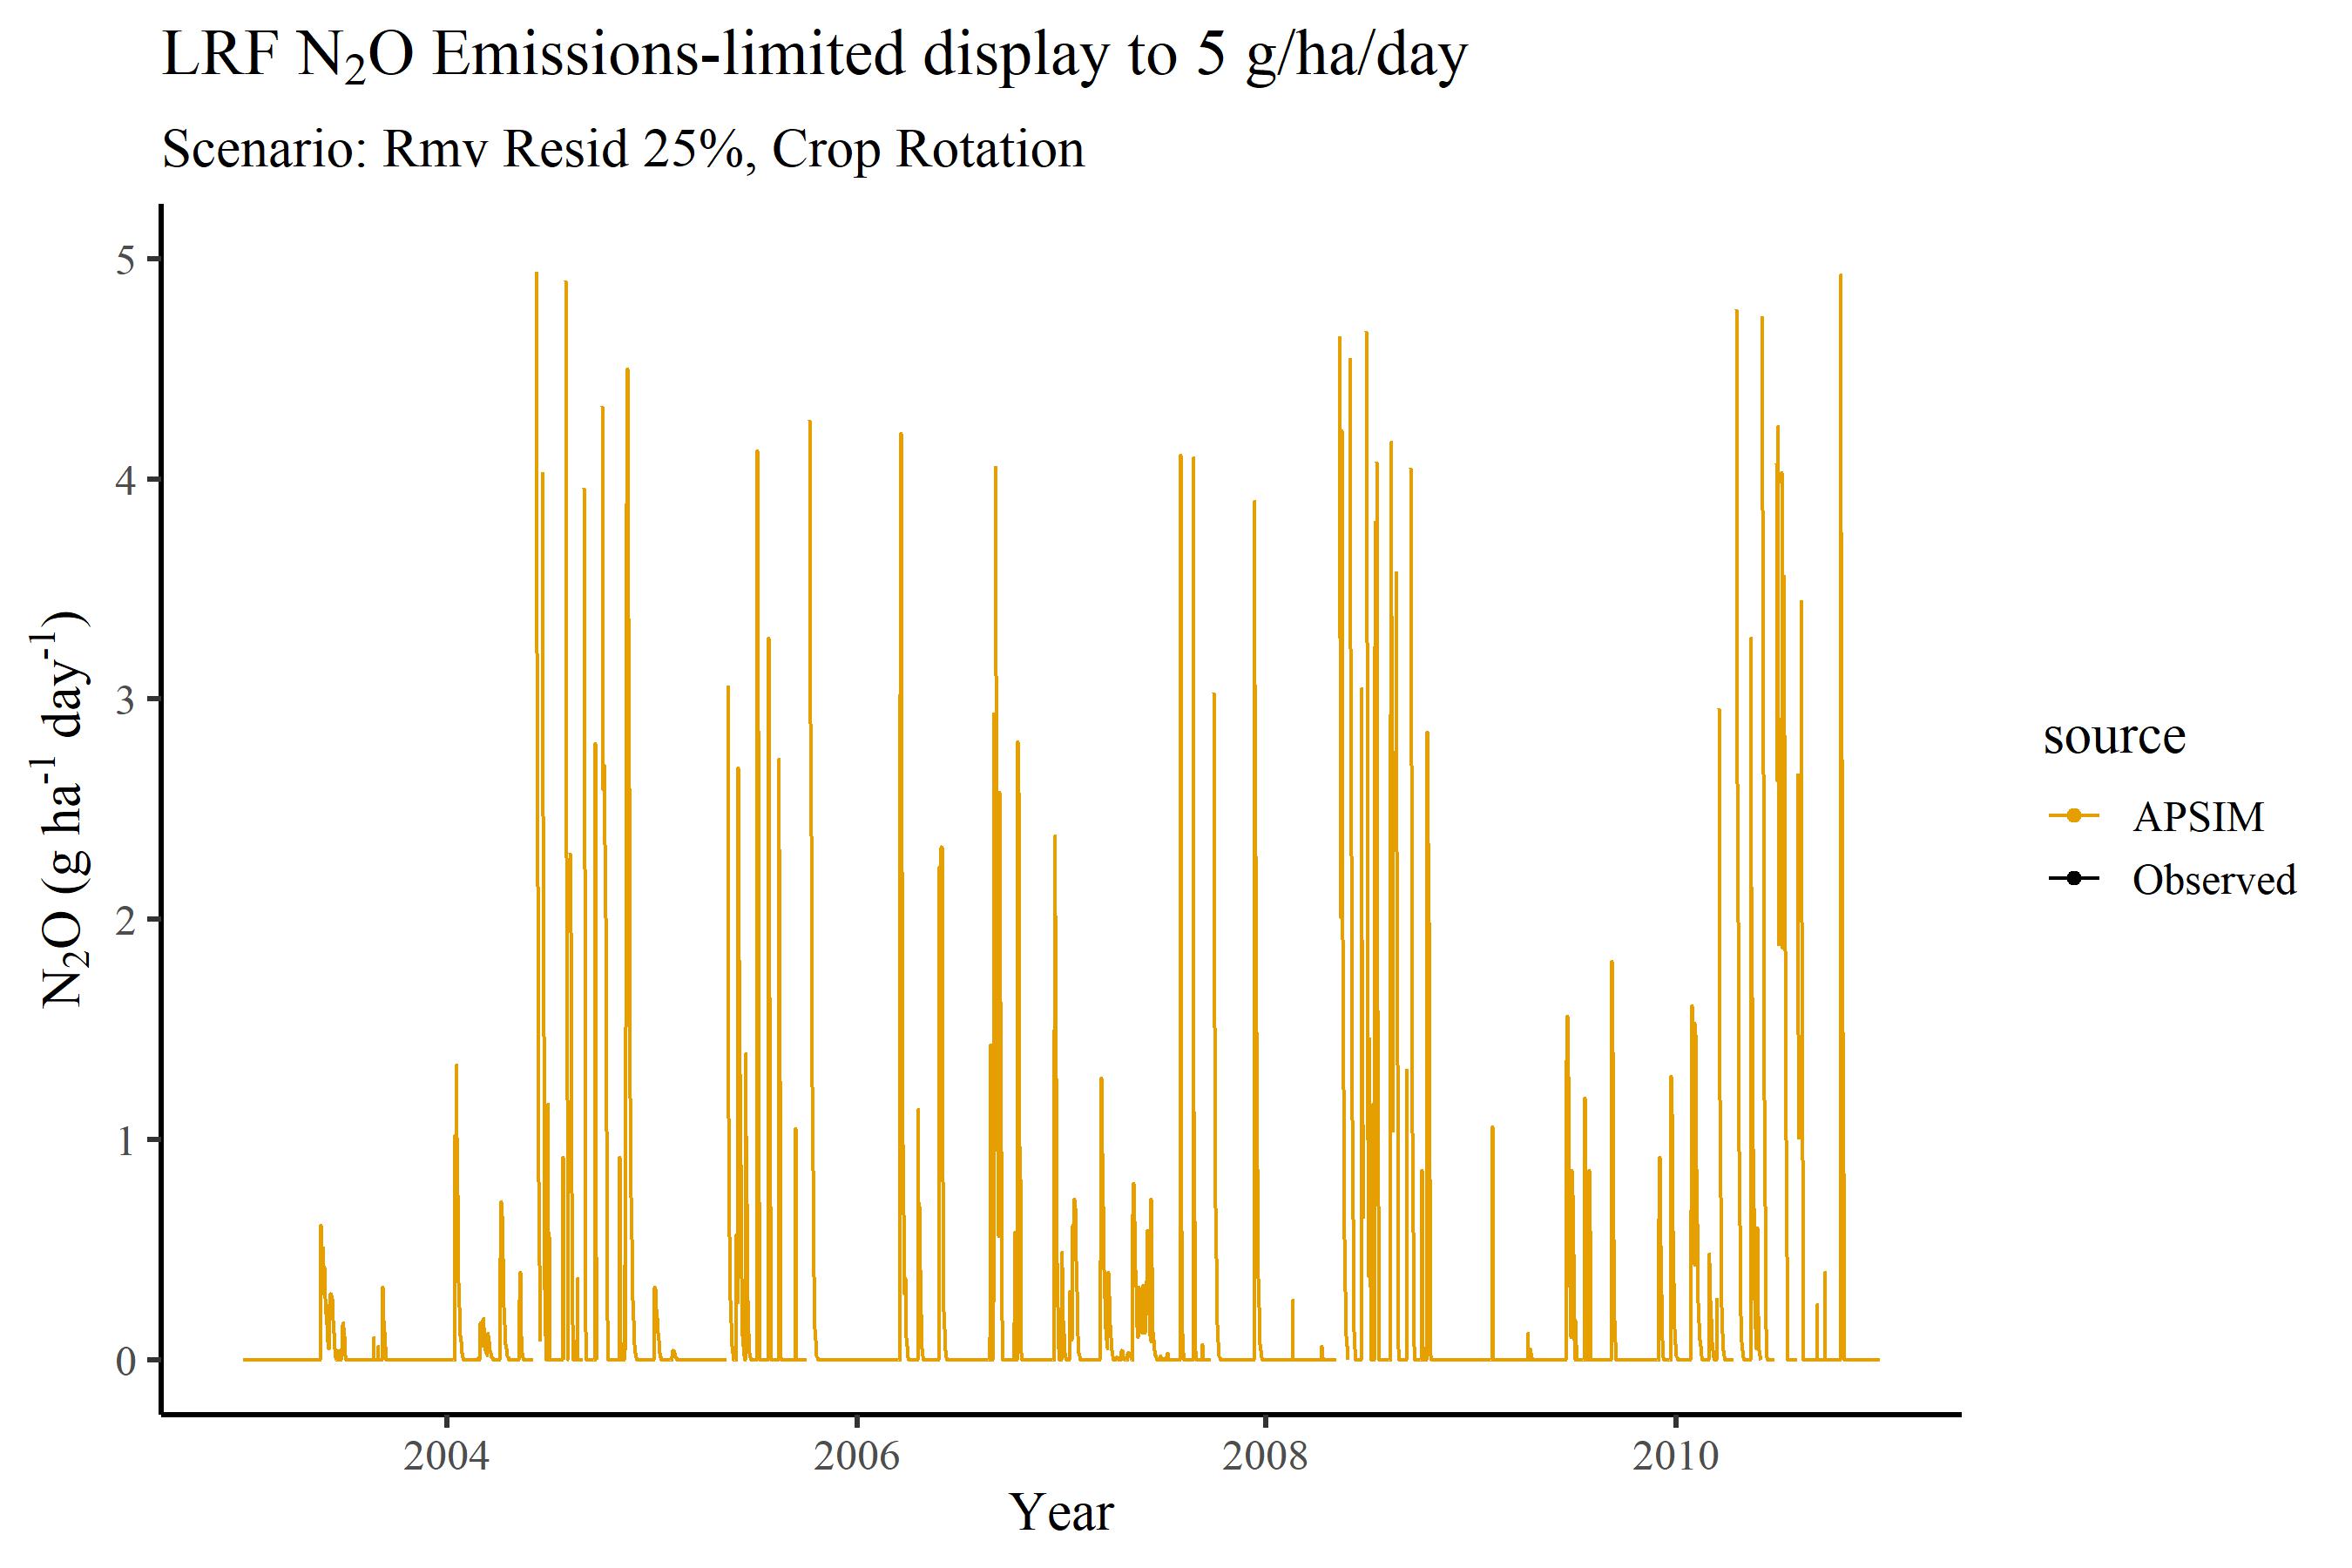 LRF N₂O Emissions-limited display to 5 g/ha/day
Scenario: Rmv Resid 25%, Crop Rotation
N₂O (g ha⁻¹ day⁻¹)
5
4
3
2
1
0
2004 2006 2008 2010
Year
source
APSIM
Observed